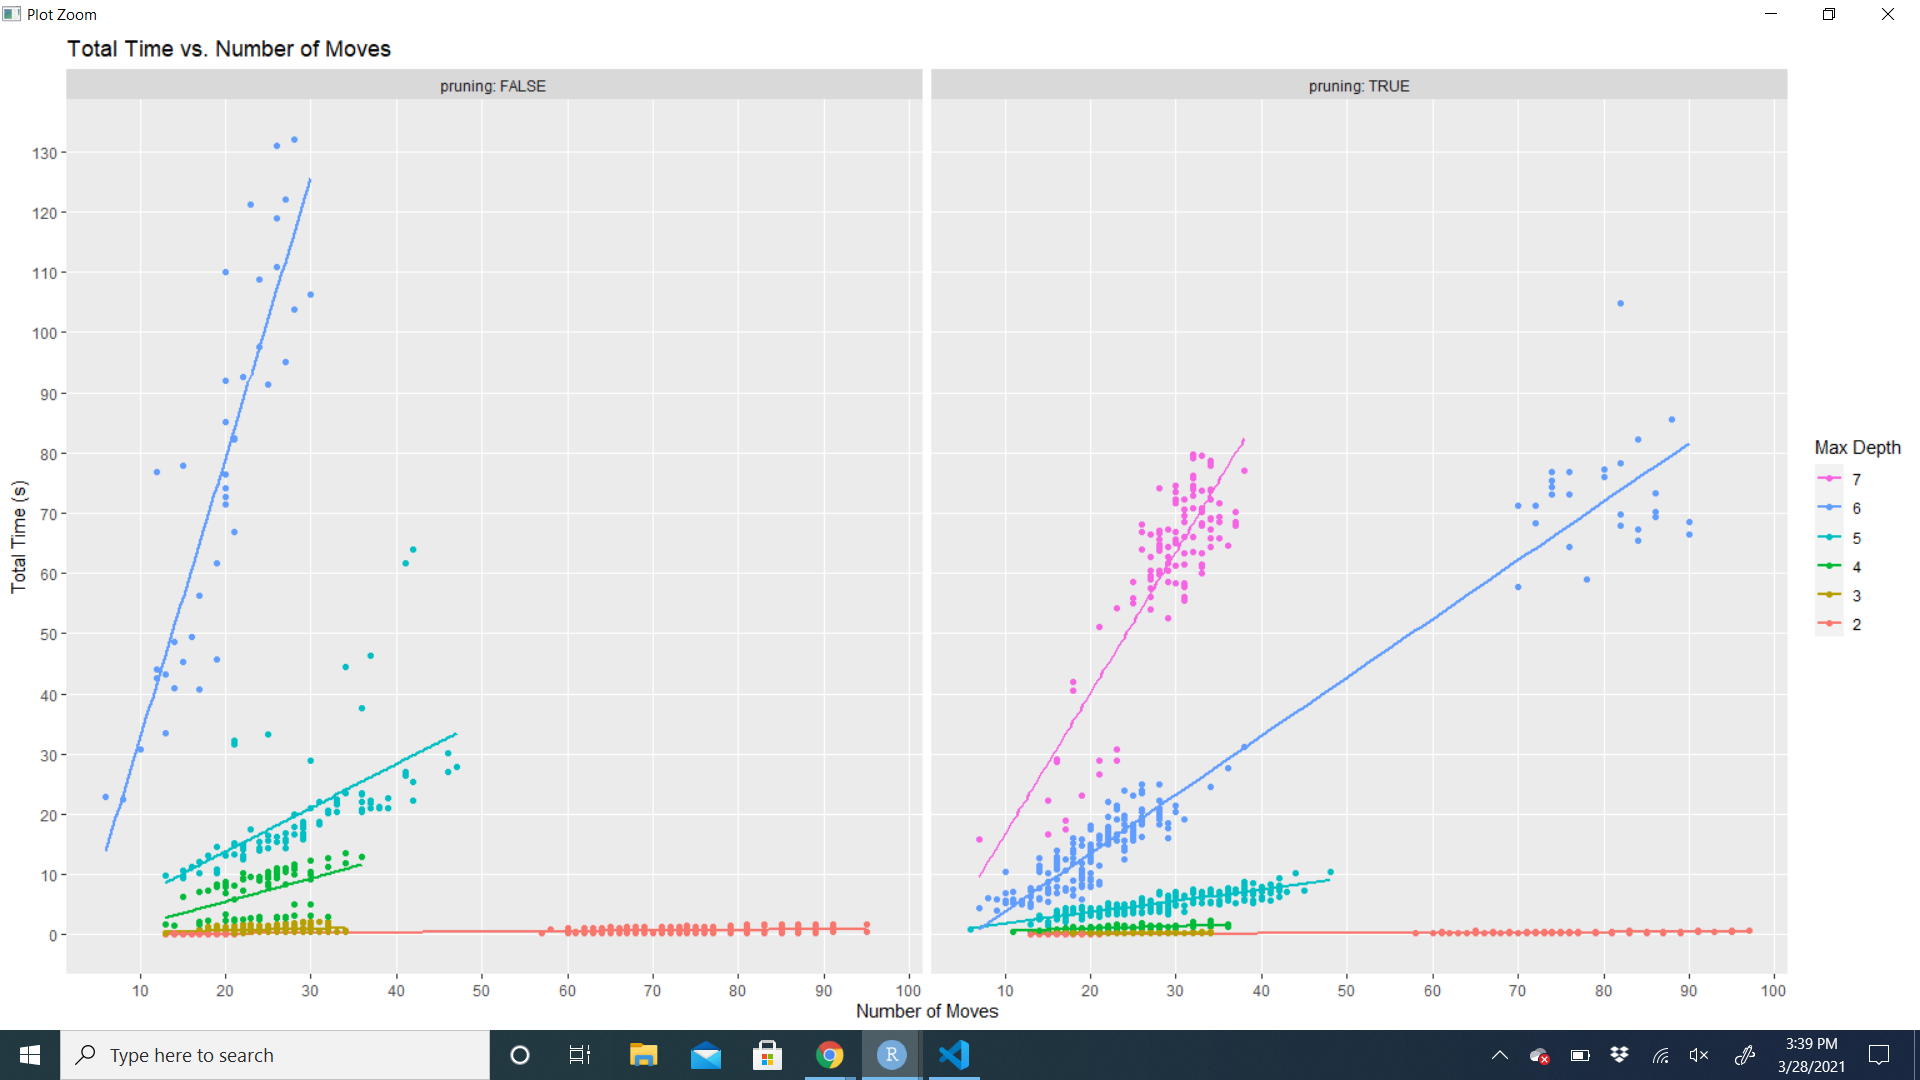 Plot Zoom
Total Time vs. Number of Moves
pruning: FALSE
pruning: TRUE
130
120
110
100
90
80
70
60
50
40
30
20
10
0
Total Time (s)
10 20 30 40 50 60 70 80 90 100
10 20 30 40 50 60 70 80 90 100
Number of Moves
Max Depth
7
6
5
4
3
2
Type here to search
R
3:39 PM
3/28/2021